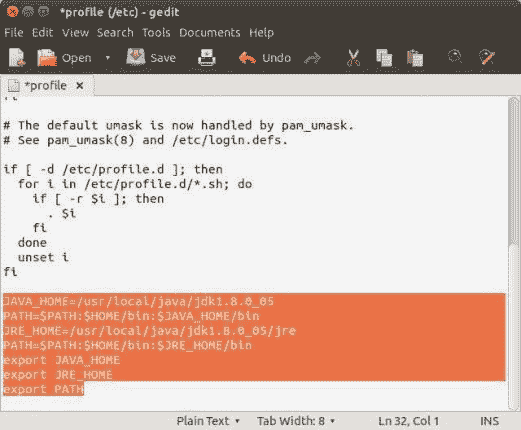 *profile (/etc) - gedit
File Edit View Search Tools Documents Help
Open Save Undo
*profile
fi
# The default umask is now handled by pam_umask.
# See pam_umask(8) and /etc/login.defs.
if [ -d /etc/profile.d ]; then
for i in /etc/profile.d/*.sh; do
if [ -r $i ]; then
. $i
fi
done
unset i
fi
JAVA_HOME=/usr/local/java/jdk1.8.0_05
PATH=$PATH:$HOME/bin:$JAVA_HOME/bin
JRE_HOME=/usr/local/java/jdk1.8.0_05/jre
PATH=$PATH:$HOME/bin:$JRE_HOME/bin
export JAVA_HOME
export JRE_HOME
export PATH
Plain Text Tab Width: 8 Ln 32, Col 1 INS